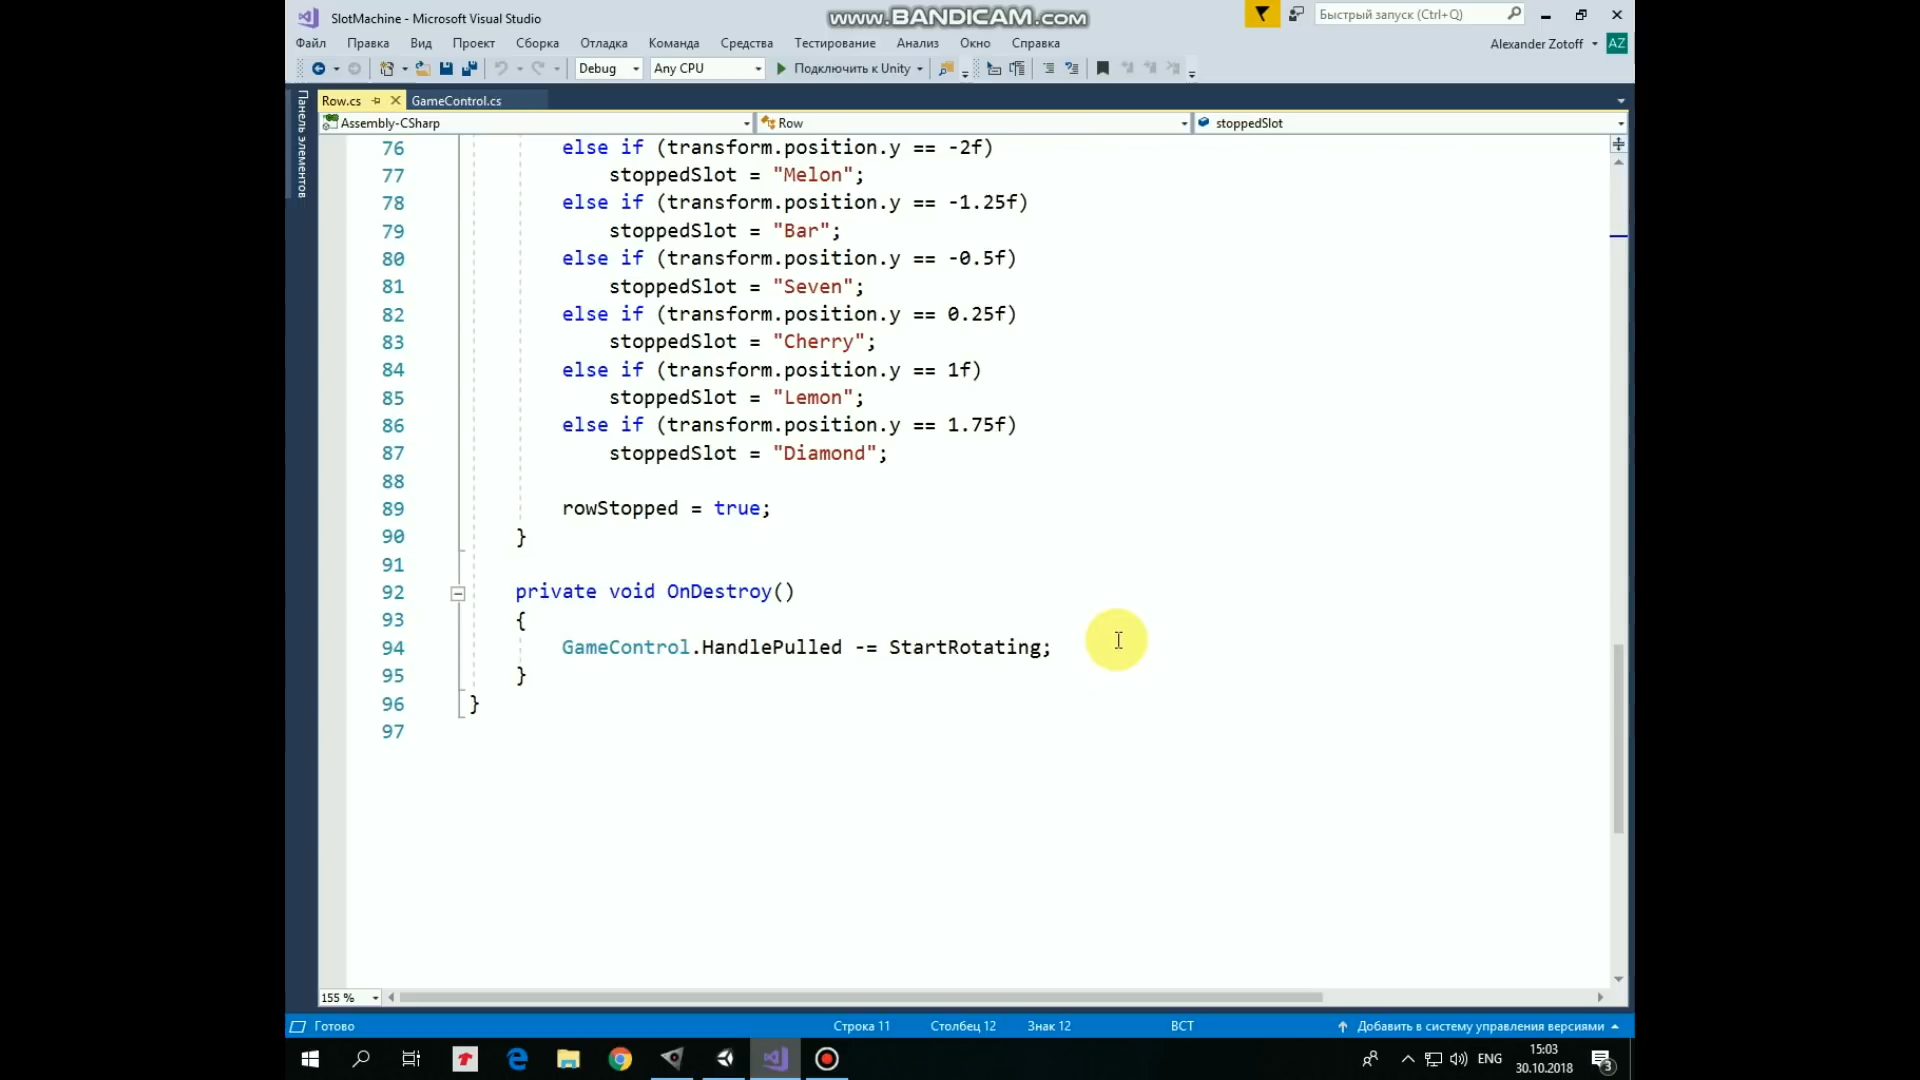 SlotMachine - Microsoft Visual Studio
www.BANDICAM.com
Быстрый запуск (Ctrl+Q)
Файл Правка Вид Проект Сборка Отладка Команда Средства Тестирование Анализ Окно Справка
Alexander Zotoff AZ
Debug Any CPU Подключить к Unity
Панель элементов
Row.cs GameControl.cs
Assembly-CSharp Row stoppedSlot
76 else if (transform.position.y == -2f)
77 stoppedSlot = "Melon";
78 else if (transform.position.y == -1.25f)
79 stoppedSlot = "Bar";
80 else if (transform.position.y == -0.5f)
81 stoppedSlot = "Seven";
82 else if (transform.position.y == 0.25f)
83 stoppedSlot = "Cherry";
84 else if (transform.position.y == 1f)
85 stoppedSlot = "Lemon";
86 else if (transform.position.y == 1.75f)
87 stoppedSlot = "Diamond";
88
89 rowStopped = true;
90 }
91
92 private void OnDestroy()
93 {
94 GameControl.HandlePulled -= StartRotating;
95 }
96 }
97
155 %
Готово Строка 11 Столбец 12 Знак 12 ВСТ Добавить в систему управления версиями
ENG 15:03
30.10.2018 3